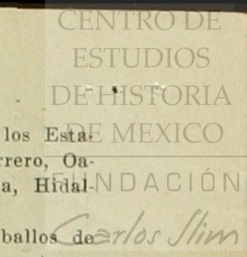 CENTRO DE
ESTUDIOS
DE HISTORIA
DE MEXICO
FUNDACIÓN
Carlos Slim
los Esta-
rrero, Oa-
a, Hidal-
ballos de